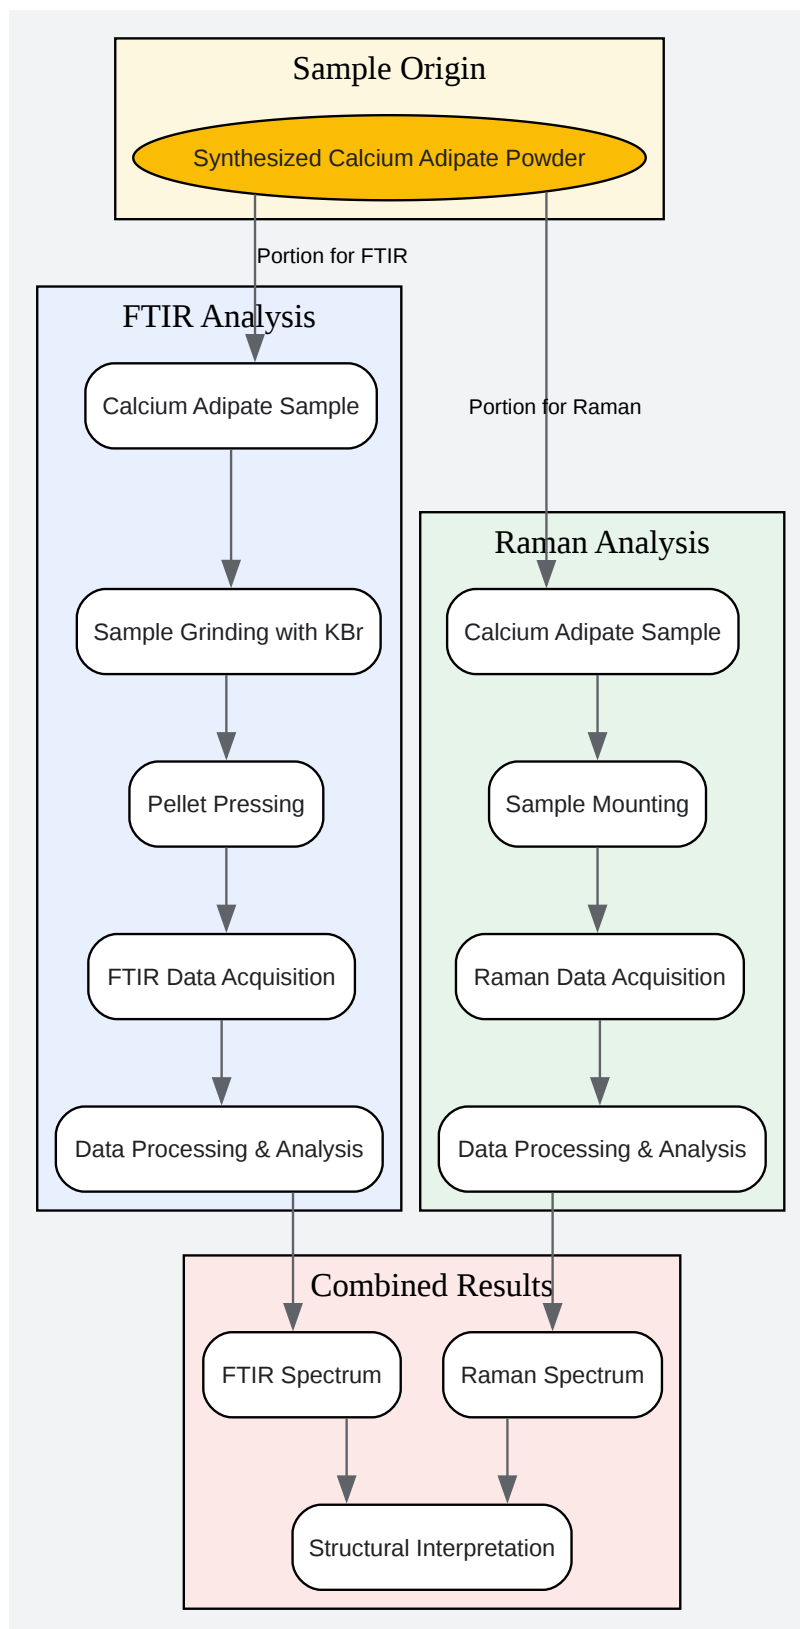 Sample Origin
Synthesized Calcium Adipate Powder
Portion for FTIR
FTIR Analysis
Calcium Adipate Sample
Sample Grinding with KBr
Pellet Pressing
FTIR Data Acquisition
Data Processing & Analysis
Portion for Raman
Raman Analysis
Calcium Adipate Sample
Sample Mounting
Raman Data Acquisition
Data Processing & Analysis
Combined Results
FTIR Spectrum
Raman Spectrum
Structural Interpretation